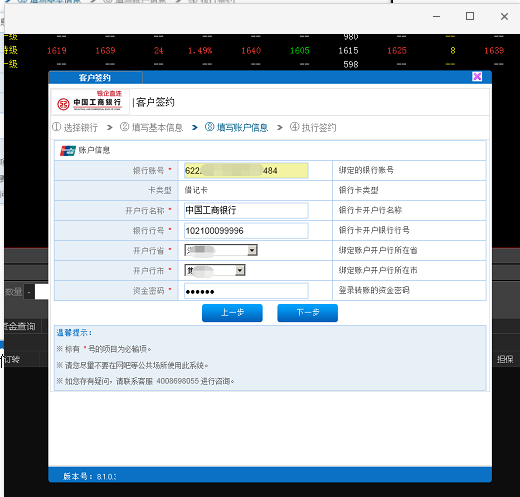 -- -- -- -- -- -- 980 -- -- --
特级 1619 1639 24 1.49% 1640 1605 1615 1625 8 1639
一级 -- -- -- -- -- -- 598 -- -- --
客户签约
银企直连
中国工商银行 | 客户签约
① 选择银行 > ② 填写基本信息 > ③ 填写账户信息 > ④ 执行签约
账户信息
银行账号 * 622. 484 绑定的银行账号
卡类型 借记卡 银行卡类型
开户行名称 * 中国工商银行 银行卡开户行名称
银行行号 * 102100099996 银行卡开户银行行号
开户行省 * 绑定账户开户行所在省
开户行市 * 绑定账户开户行所在市
资金密码 * ●●●●●● 登录转账的资金密码
上一步 下一步
温馨提示：
※ 标有 * 号的项目为必输项。
※ 请您尽量不要在网吧等公共场所使用此系统。
※ 如您存有疑问，请联系客服 4008698055 进行咨询。
数量 -
资金查询
订转 担保
版本号：8.1.0.3